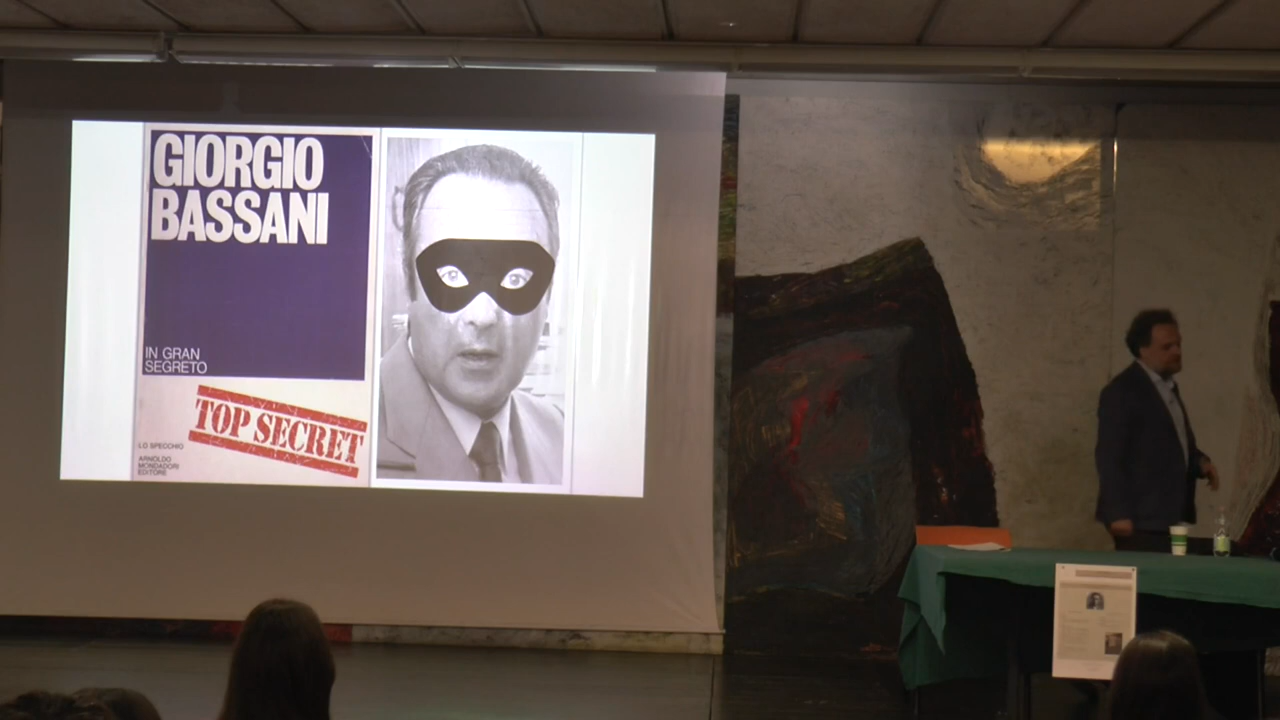 GIORGIO
BASSANI
IN GRAN
SEGRETO
TOP SECRET
LO SPECCHIO
ARNOLDO
MONDADORI
EDITORE